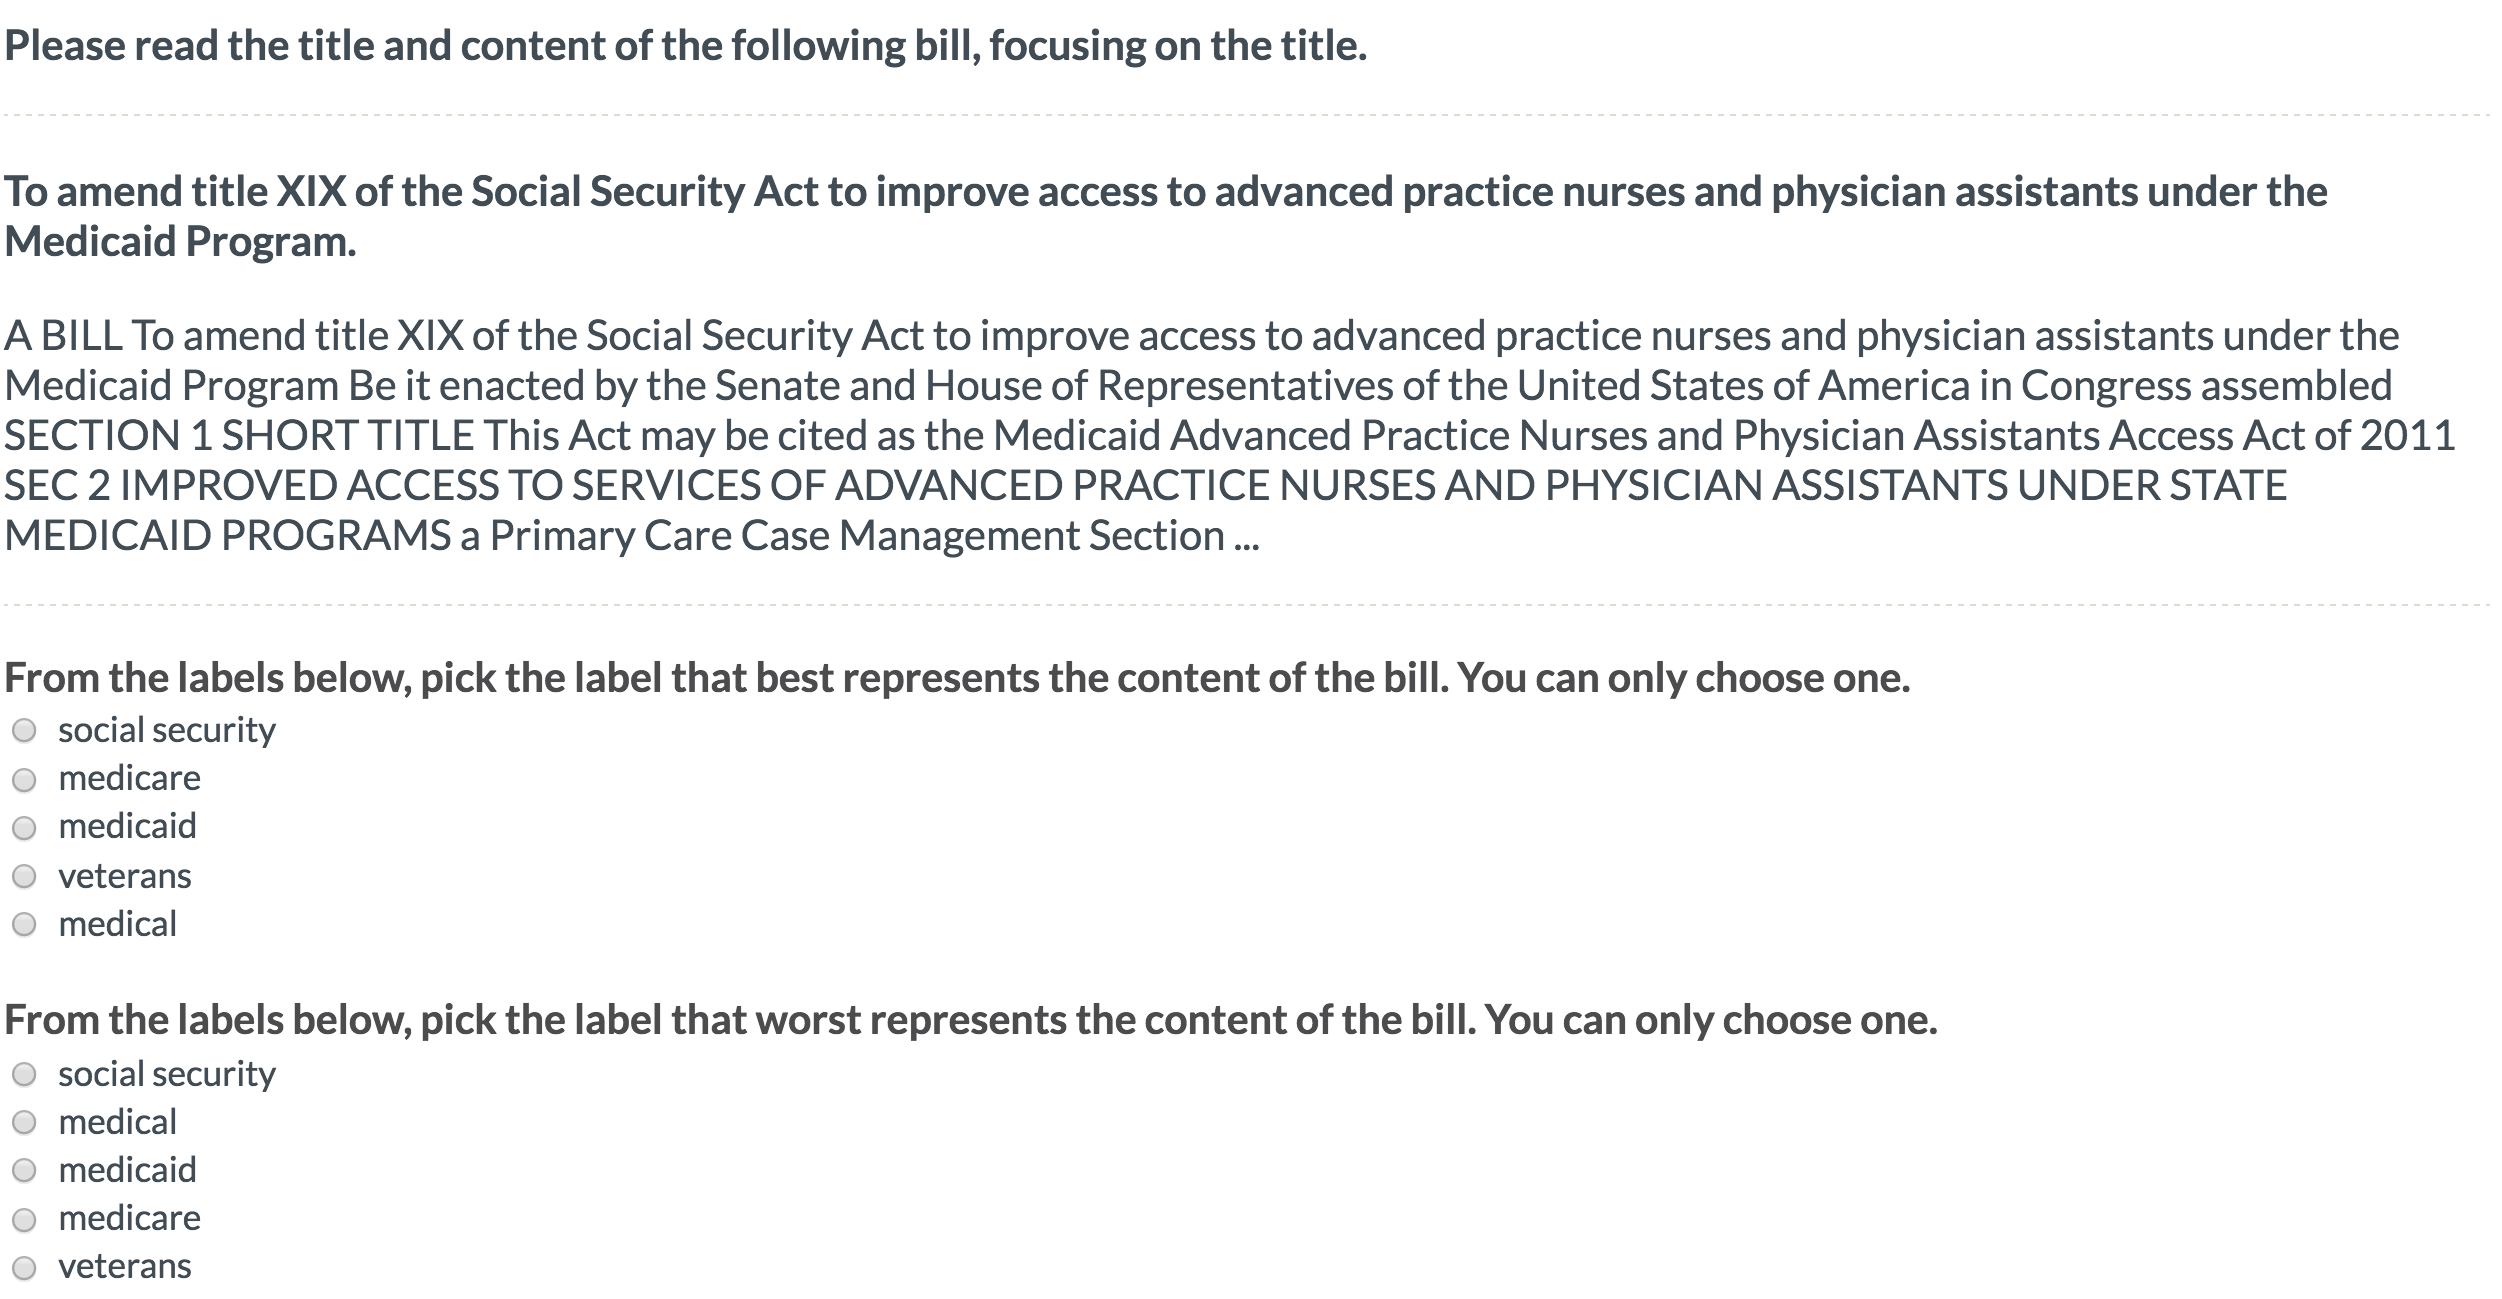 Please read the title and content of the following bill, focusing on the title.
To amend title XIX of the Social Security Act to improve access to advanced practice nurses and physician assistants under the
Medicaid Program.
A BILL To amend title XIX of the Social Security Act to improve access to advanced practice nurses and physician assistants under the
Medicaid Program Be it enacted by the Senate and House of Representatives of the United States of America in Congress assembled
SECTION 1 SHORT TITLE This Act may be cited as the Medicaid Advanced Practice Nurses and Physician Assistants Access Act of 2011
SEC 2 IMPROVED ACCESS TO SERVICES OF ADVANCED PRACTICE NURSES AND PHYSICIAN ASSISTANTS UNDER STATE
MEDICAID PROGRAMS a Primary Care Case Management Section ...
From the labels below, pick the label that best represents the content of the bill. You can only choose one.
social security
medicare
medicaid
veterans
medical
From the labels below, pick the label that worst represents the content of the bill. You can only choose one.
social security
medical
medicaid
medicare
veterans